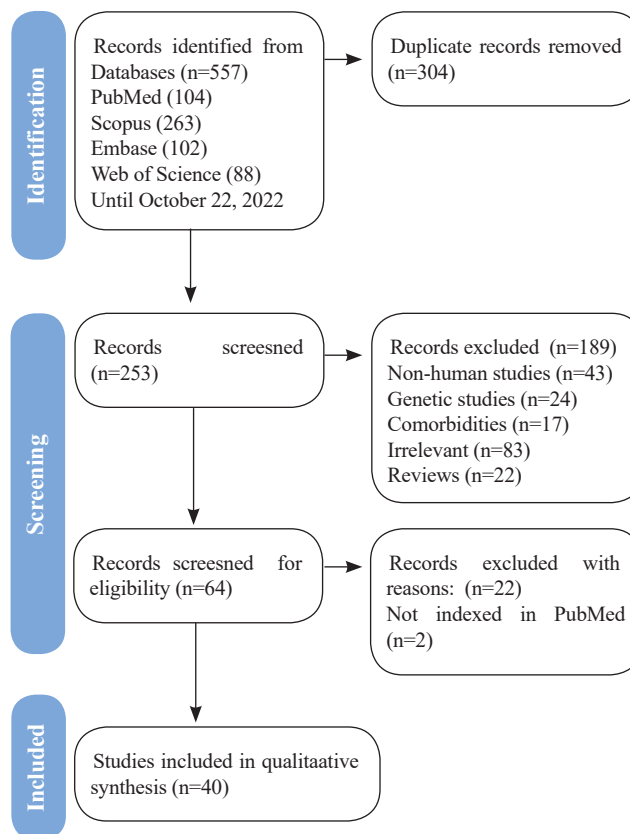 Identification
Records identified from
Databases (n=557)
PubMed (104)
Scopus (263)
Embase (102)
Web of Science (88)
Until October 22, 2022
Duplicate records removed
(n=304)
Screening
Records screesned
(n=253)
Records excluded (n=189)
Non-human studies (n=43)
Genetic studies (n=24)
Comorbidities (n=17)
Irrelevant (n=83)
Reviews (n=22)
Records screesned for
eligibility (n=64)
Records excluded with
reasons: (n=22)
Not indexed in PubMed
(n=2)
Included
Studies included in qualitaative
synthesis (n=40)